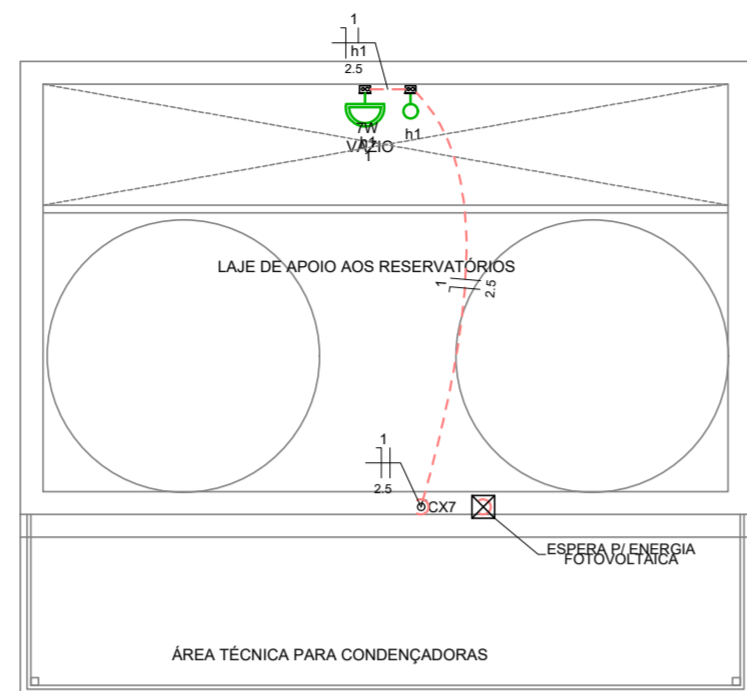 1
h1
2.5
7W
h1
1
VAZIO
h1
LAJE DE APOIO AOS RESERVATÓRIOS
1
2.5
1
2.5
CX7
ESPERA P/ ENERGIA
FOTOVOLTAICA
ÁREA TÉCNICA PARA CONDENÇADORAS